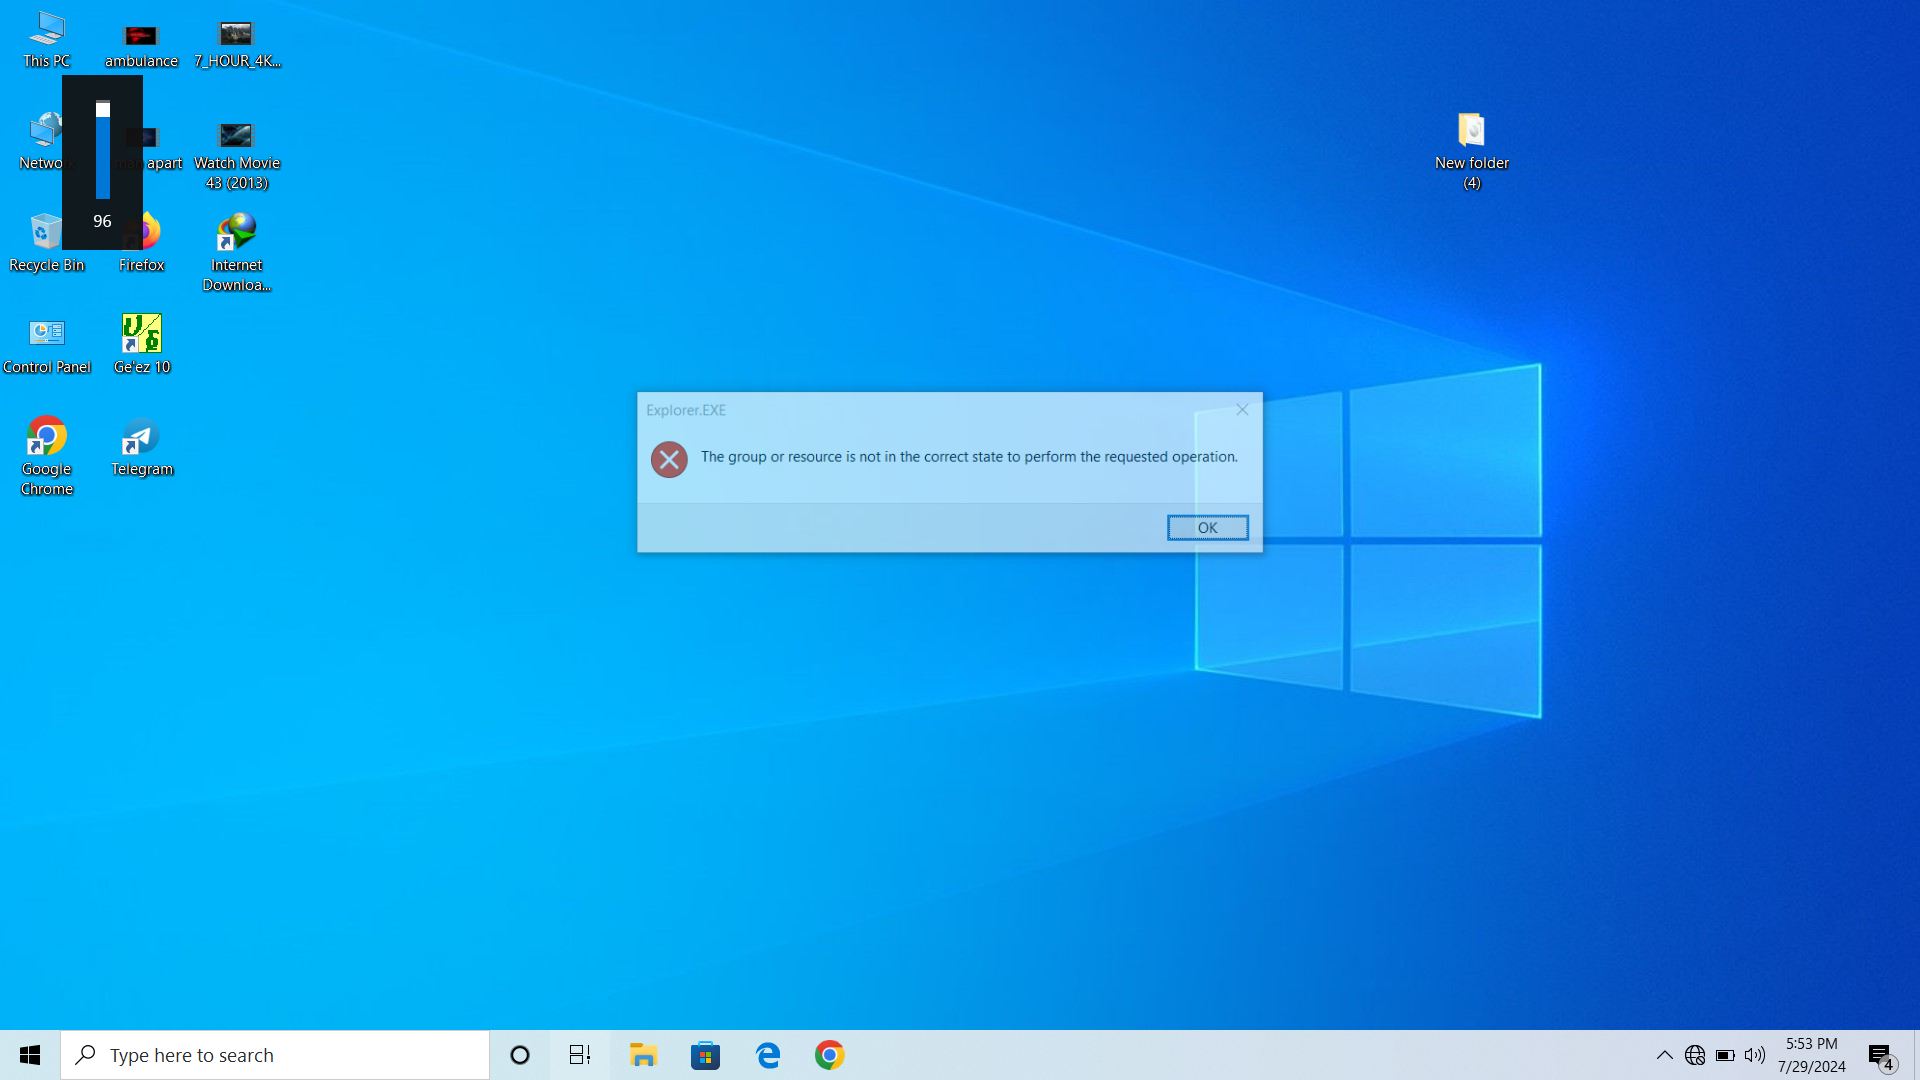 This PC
ambulance
7_HOUR_4K...
Netwo
apart
Watch Movie
43 (2013)
96
Recycle Bin
Firefox
Internet
Downloa...
Control Panel
Ge'ez 10
Google
Chrome
Telegram
New folder
(4)
Explorer.EXE
The group or resource is not in the correct state to perform the requested operation.
OK
Type here to search
5:53 PM
7/29/2024
4